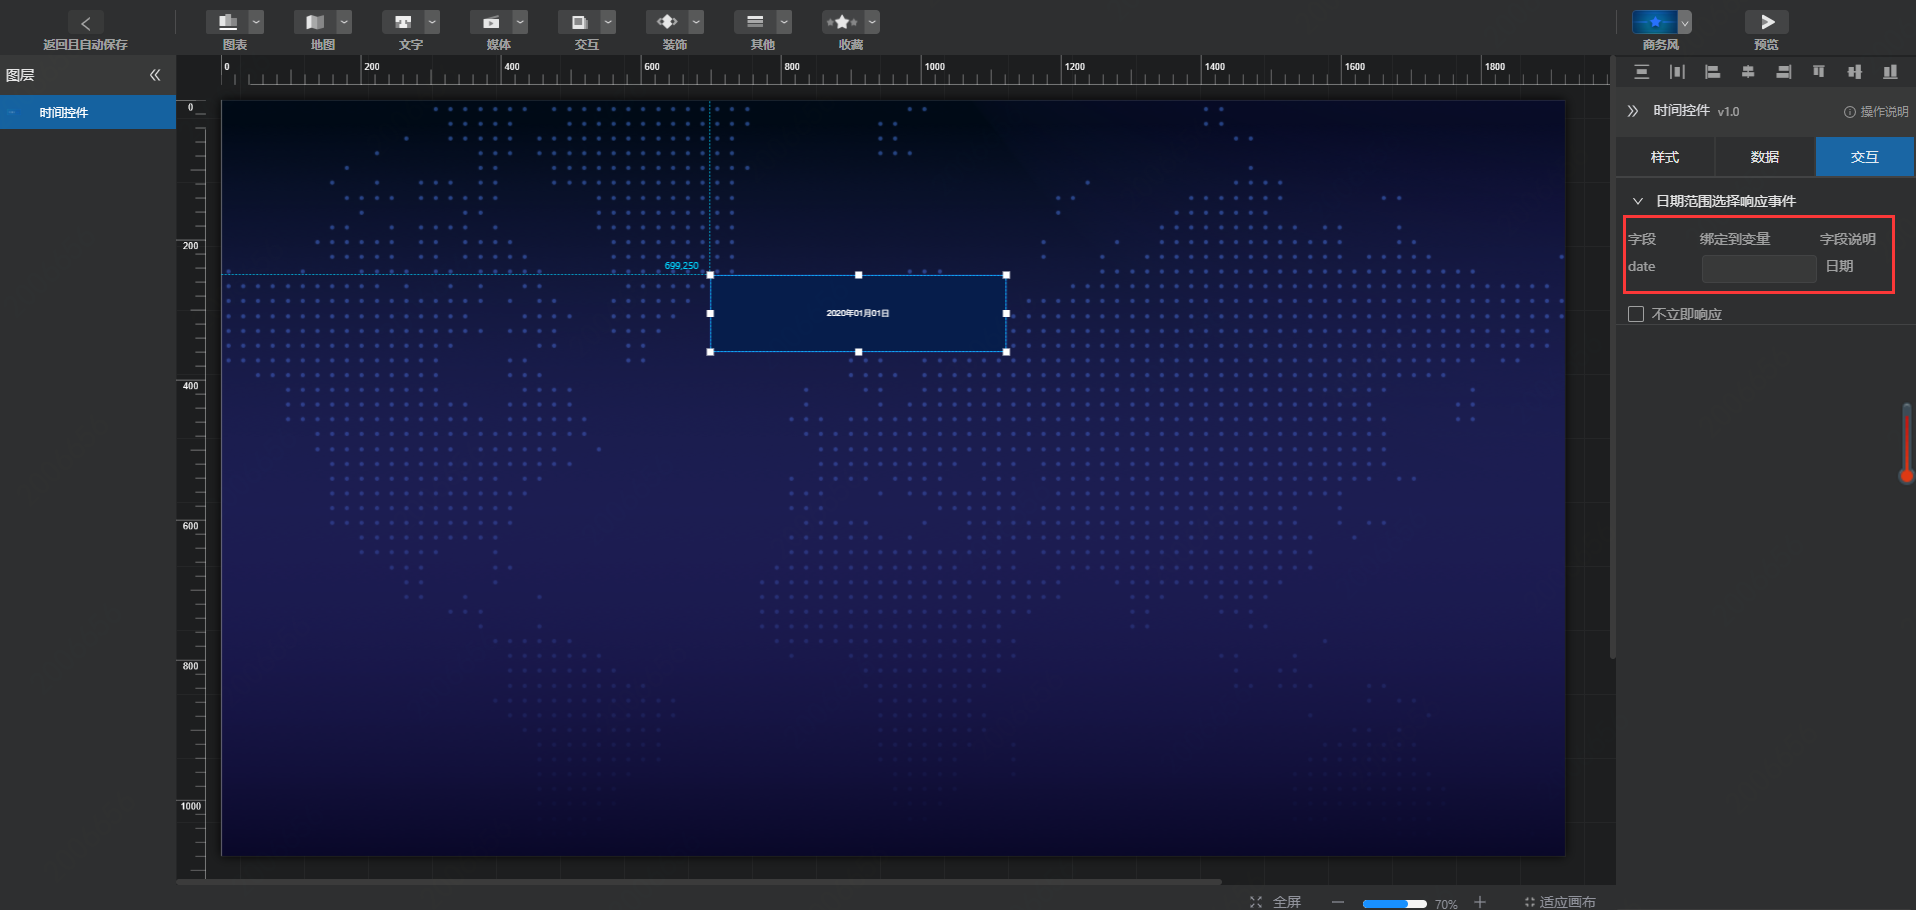 返回且自动保存
图表
地图
文字
媒体
交互
装饰
其他
收藏
商务风
预览
图层
时间控件
0
200
400
600
800
1000
1200
1400
1600
1800
0
200
400
600
800
1000
699,250
2020年01月01日
时间控件 v1.0
操作说明
样式
数据
交互
日期范围选择响应事件
字段 绑定到变量 字段说明
date 日期
不立即响应
全屏
70%
适应画布